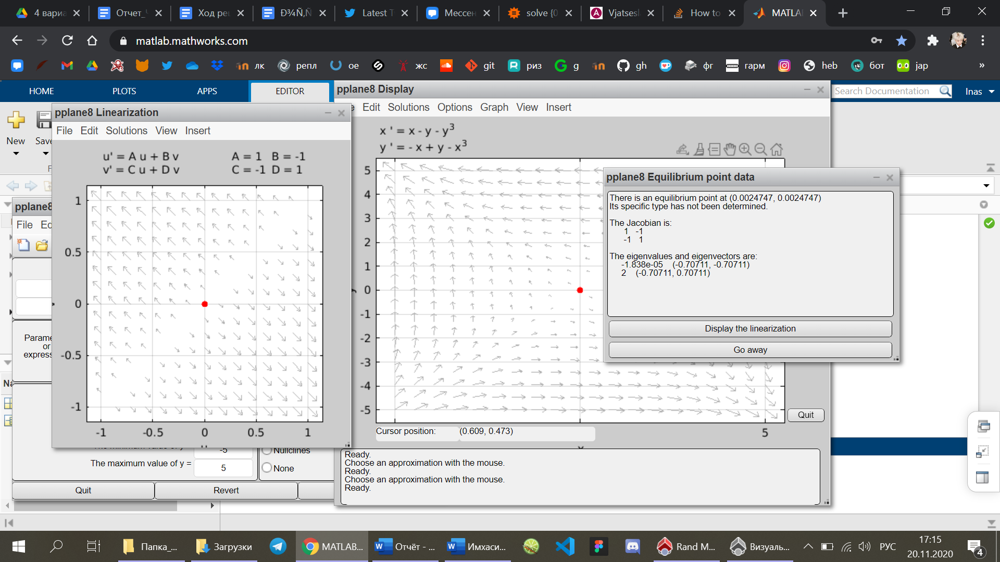 4 вариа
Отчет_Ч
Ход ре
Ð¾Ñ‚Ñ
Latest T
Мессен
solve {0
Vjatsesl
How to
MATLA
matlab.mathworks.com
лк
репл
oe
жс
git
риз
g
gh
фг
гарм
heb
бот
jap
»
HOME
PLOTS
APPS
EDITOR
Search Documentation
Inas
New
Save
pplane8 Display
Edit Solutions Options Graph View Insert
x ' = x - y - y³
y ' = - x + y - x³
5
4
3
2
1
0
-1
-2
-3
-4
-5
5
Quit
Cursor position: (0.609, 0.473)
Ready.
Choose an approximation with the mouse.
Ready.
Choose an approximation with the mouse.
Ready.
pplane8 Linearization
File Edit Solutions View Insert
u' = A u + B v A = 1 B = -1
v' = C u + D v C = -1 D = 1
1
0.5
0
-0.5
-1
-1 -0.5 0 0.5 1
pplane8 Equilibrium point data
There is an equilibrium point at (0.0024747, 0.0024747)
Its specific type has not been determined.
The Jacobian is:
1 -1
-1 1
The eigenvalues and eigenvectors are:
-1.838e-05 (-0.70711, -0.70711)
2 (-0.70711, 0.70711)
Display the linearization
Go away
pplane8
File Ed
Parame
or
express
Na
-5
Nullclines
The maximum value of y = 5
None
Quit
Revert
Папка_...
Загрузки
MATLAB...
Отчёт - ...
Имхаси...
Rand M...
Визуаль...
РУС
17:15
20.11.2020
4